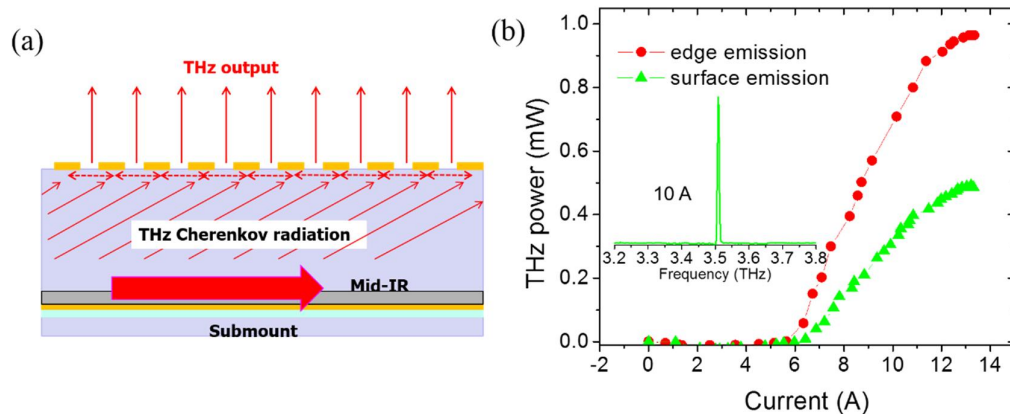 (a)
THz output
THz Cherenkov radiation
Mid-IR
Submount
(b)
THz power (mW)
1.0
0.8
0.6
0.4
0.2
0.0
edge emission
surface emission
10 A
3.2 3.3 3.4 3.5 3.6 3.7 3.8
Frequency (THz)
-2 0 2 4 6 8 10 12 14
Current (A)